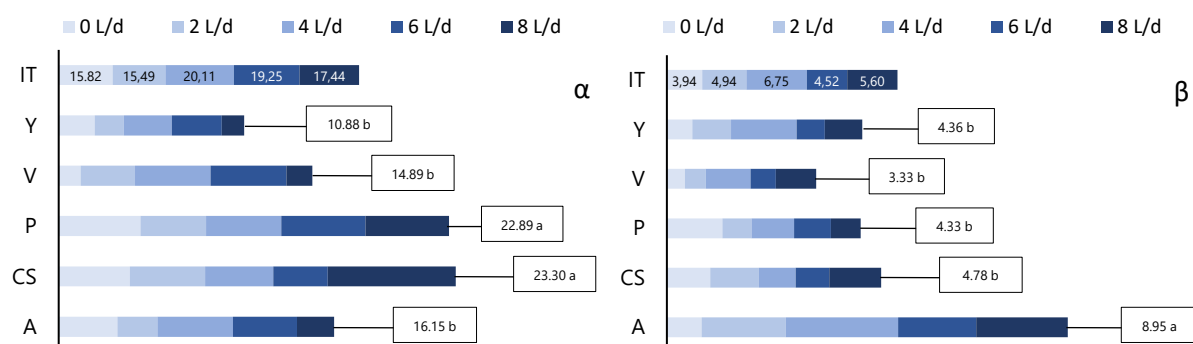 0 L/d 2 L/d 4 L/d 6 L/d 8 L/d
IT 15.82 15,49 20,11 19,25 17,44
α
Y 10.88 b
V 14.89 b
P 22.89 a
CS 23.30 a
A 16.15 b
0 L/d 2 L/d 4 L/d 6 L/d 8 L/d
IT 3,94 4,94 6,75 4,52 5,60
β
Y 4.36 b
V 3.33 b
P 4.33 b
CS 4.78 b
A 8.95 a